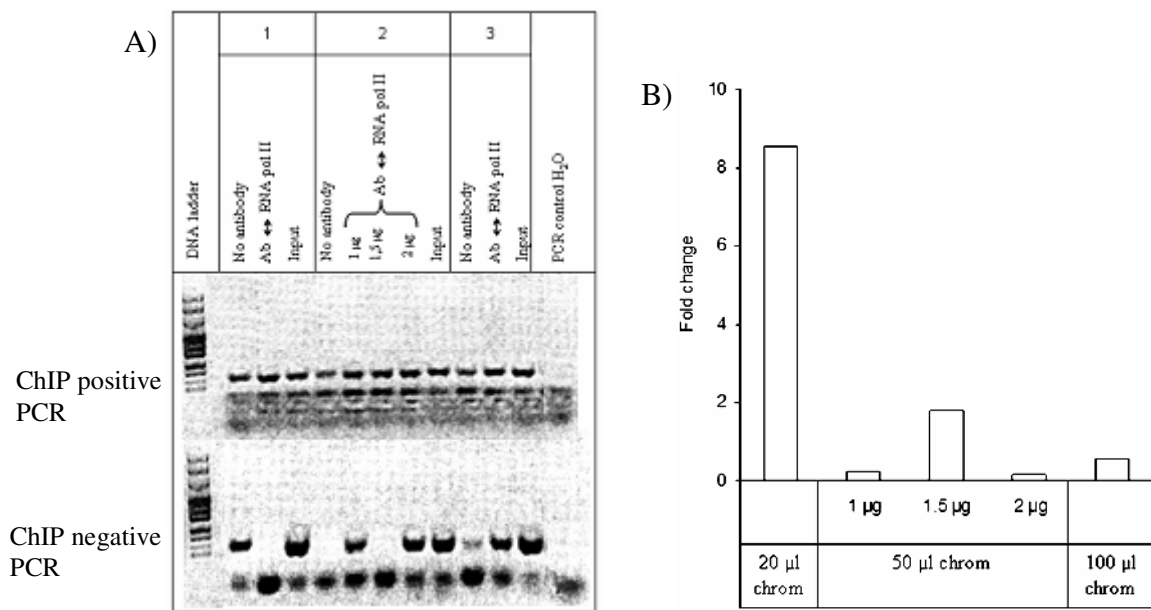 A)
1 2 3
DNA ladder
No antibody
Ab ↔ RNA pol II
Input
No antibody
1 µg
1,5 µg
2 µg
Ab ↔ RNA pol II
Input
No antibody
Ab ↔ RNA pol II
Input
PCR control H₂O
ChIP positive
PCR
ChIP negative
PCR
B)
Fold change
10
8
6
4
2
0
1 µg 1.5 µg 2 µg
20 µl
chrom
50 µl chrom
100 µl
chrom